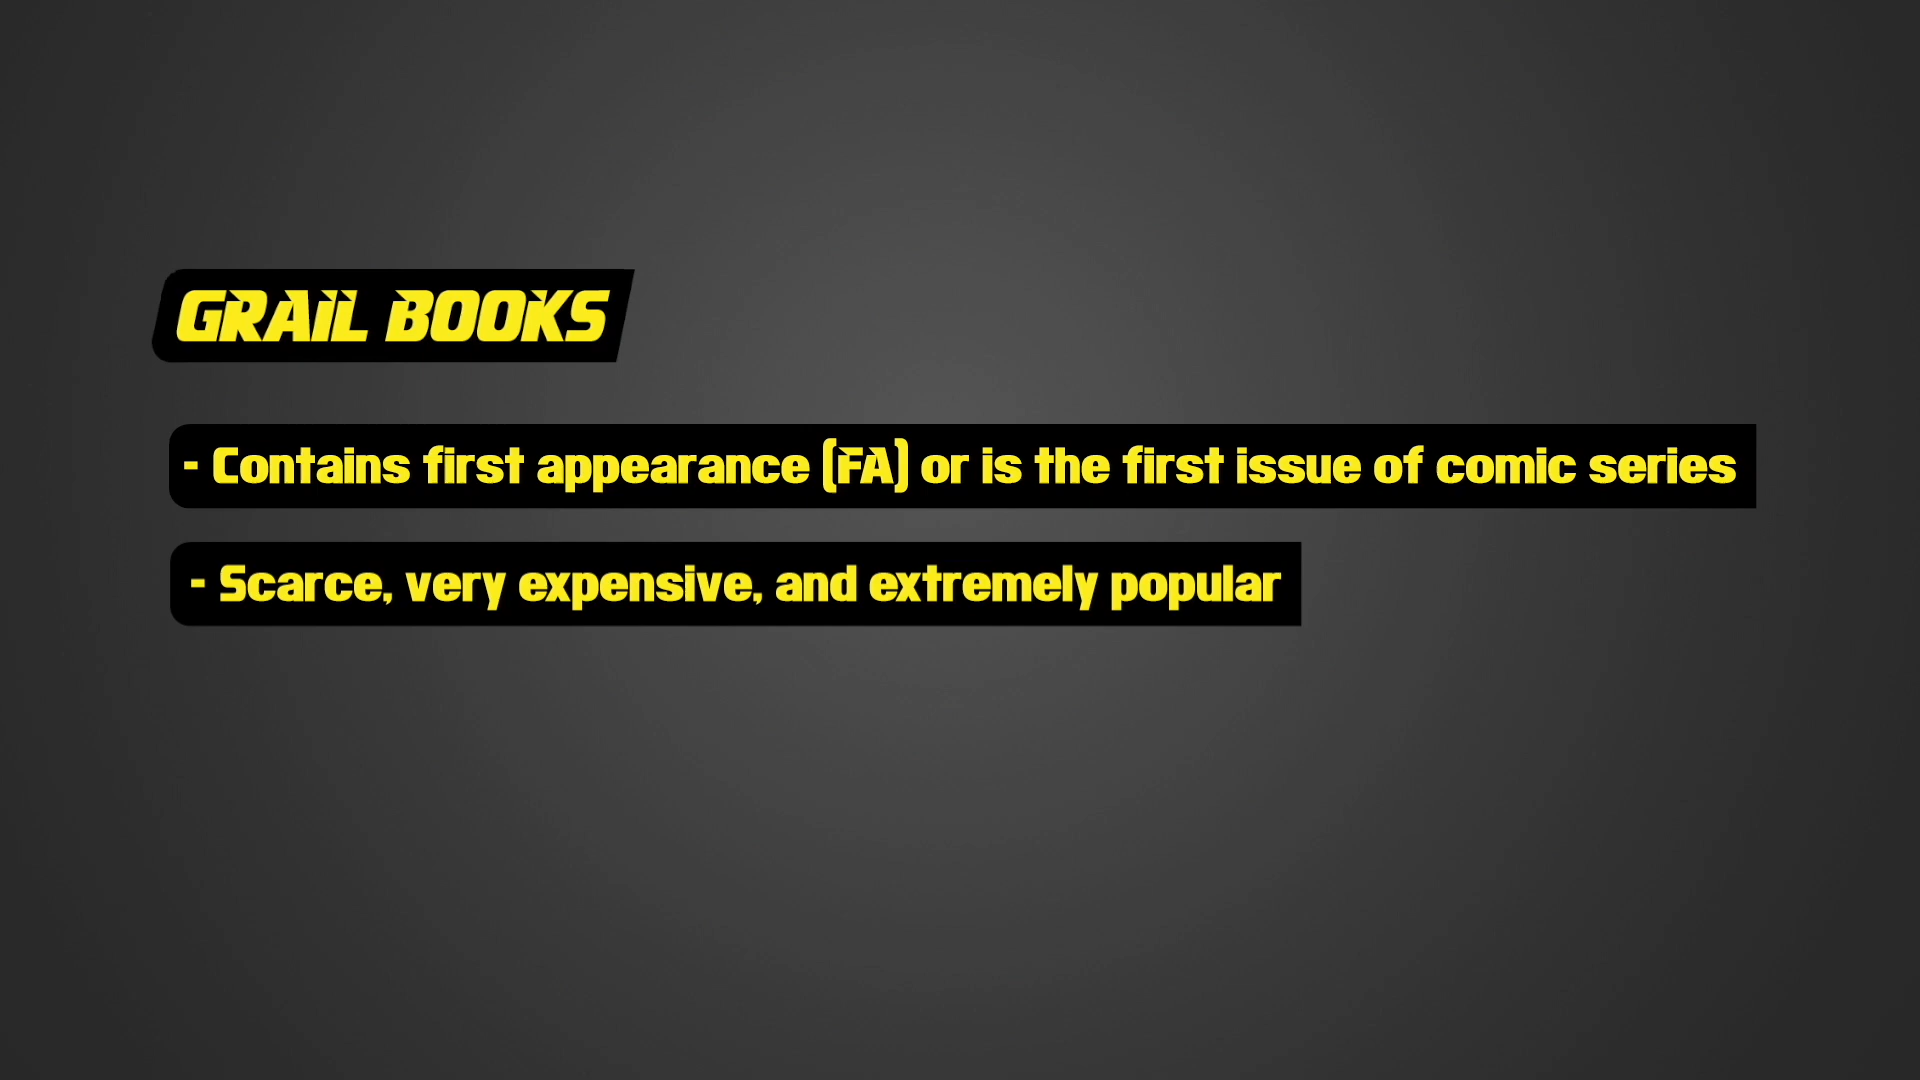 GRAIL BOOKS
- Contains first appearance (FA) or is the first issue of comic series
- Scarce, very expensive, and extremely popular